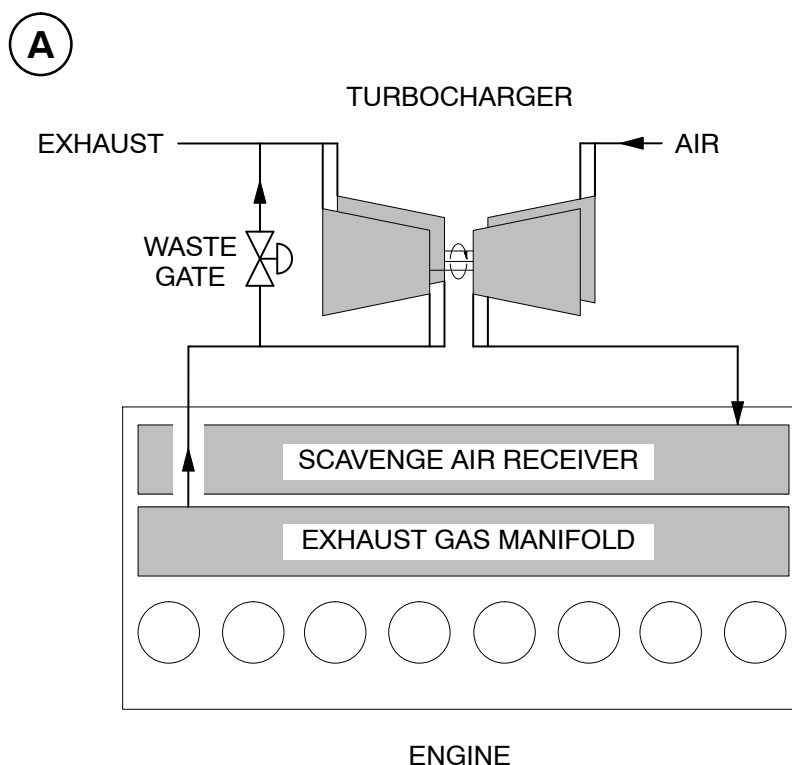 A
TURBOCHARGER
EXHAUST
AIR
WASTE
GATE
SCAVENGE AIR RECEIVER
EXHAUST GAS MANIFOLD
ENGINE